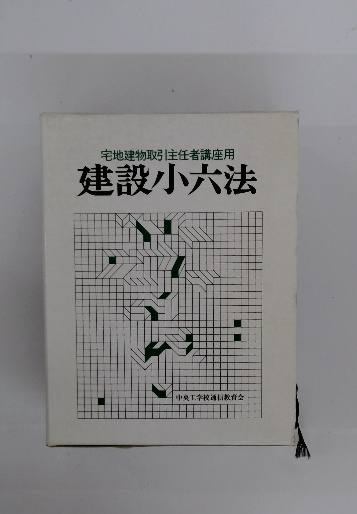 宅地建物取引主任者講座用
建設小六法
中央工学校通信教育会